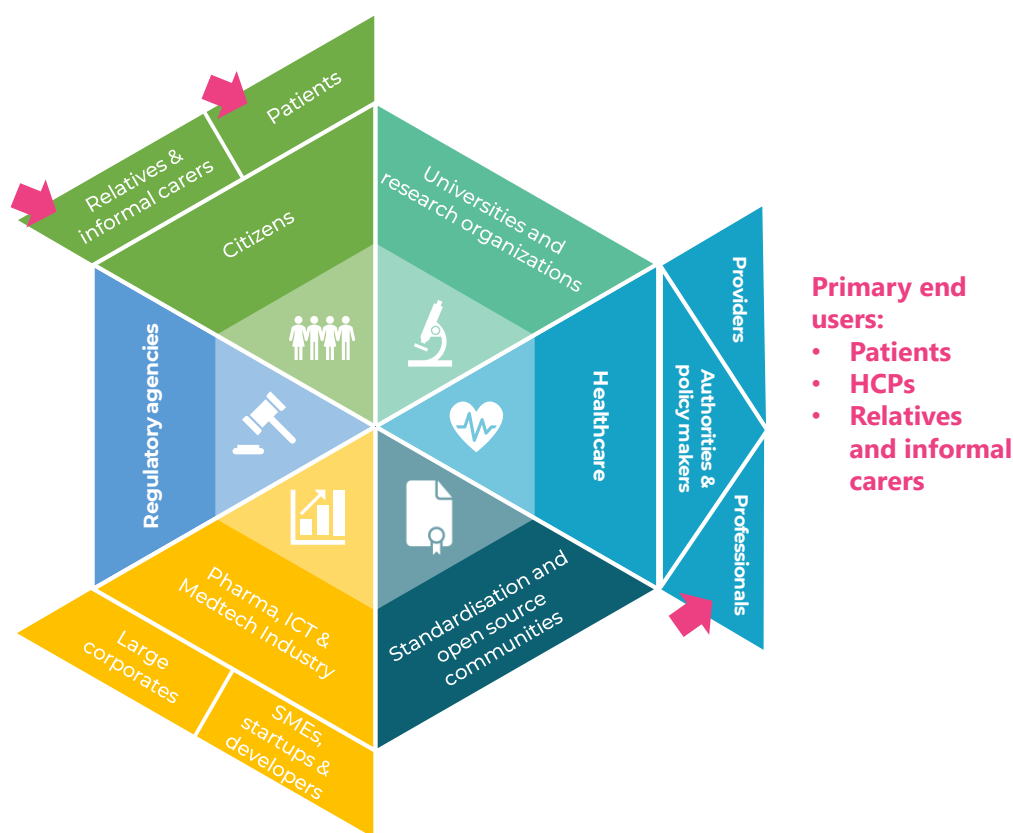 Patients
Relatives &
informal carers
Citizens
Universities and
research organizations
Providers
Authorities &
policy makers
Professionals
Healthcare
Regulatory agencies
Pharma, ICT &
Medtech Industry
Large
corporates
SMEs,
startups &
developers
Standardisation and
open source
communities
Primary end
users:
• Patients
• HCPs
• Relatives
and informal
carers